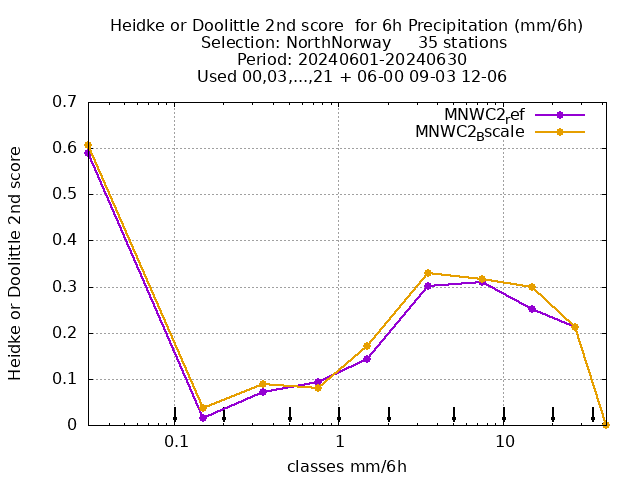 Heidke or Doolittle 2nd score  for 6h Precipitation (mm/6h)
Selection: NorthNorway     35 stations
Period: 20240601-20240630
Used 00,03,...,21 + 06-00 09-03 12-06
0.7
MNWC2ref
MNWC2Bscale
0.6
0.5
0.4
0.3
0.2
0.1
0
Heidke or Doolittle 2nd score
0.1 1 10
classes mm/6h